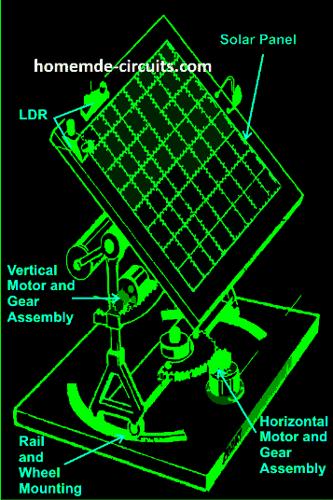 Solar Panel
homemde-circuits.com
LDR
Vertical
Motor and
Gear
Assembly
Horizontal
Motor and
Gear
Assembly
Rail
and
Wheel
Mounting